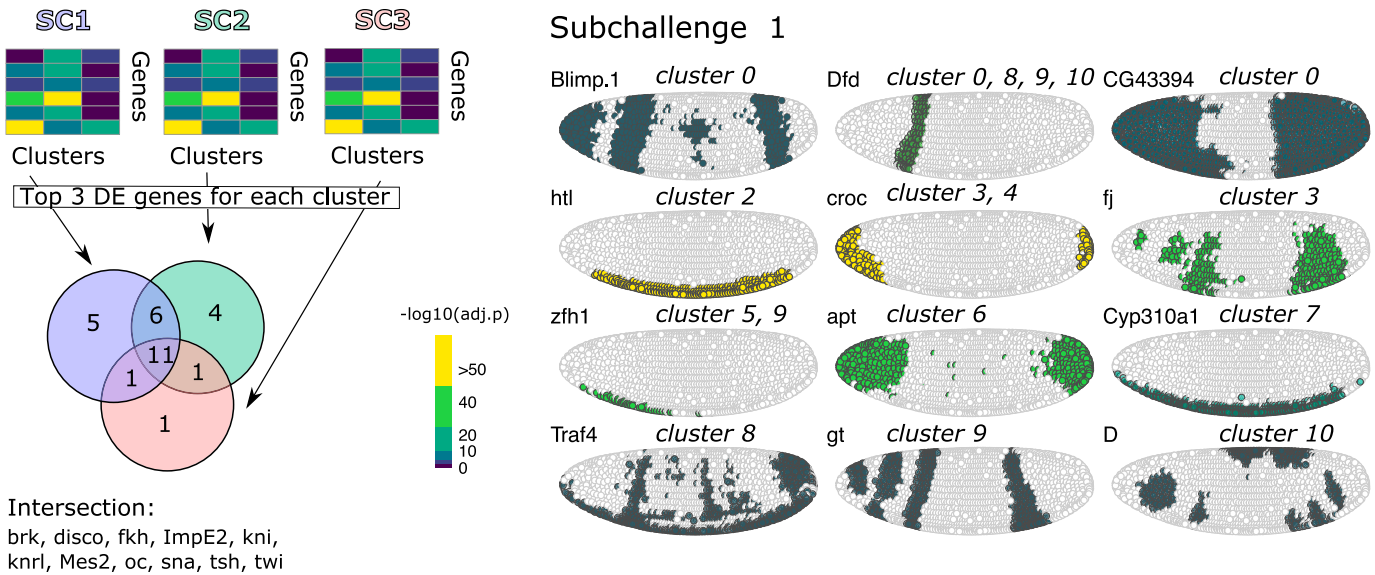 SC1
SC2
SC3
Genes
Genes
Genes
Clusters
Clusters
Clusters
Top 3 DE genes for each cluster
5
6
4
11
1
1
1
Intersection:
brk, disco, fkh, ImpE2, kni,
knrl, Mes2, oc, sna, tsh, twi
-log10(adj.p)
>50
40
20
10
0
Subchallenge 1
Blimp.1 cluster 0
Dfd cluster 0, 8, 9, 10
CG43394 cluster 0
htl cluster 2
croc cluster 3, 4
fj cluster 3
zfh1 cluster 5, 9
apt cluster 6
Cyp310a1 cluster 7
Traf4 cluster 8
gt cluster 9
D cluster 10